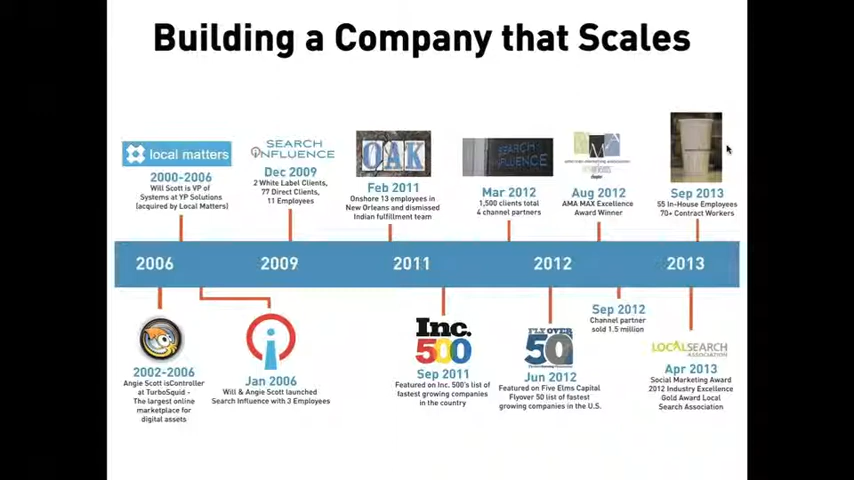 Building a Company that Scales
local matters
2000-2006
Will Scott is VP of
Systems at YP Solutions
(acquired by Local Matters)
SEARCH
INFLUENCE
Dec 2009
2 White Label Clients,
77 Direct Clients,
11 Employees
OAK
Feb 2011
Onshore 13 employees in
New Orleans and dismissed
Indian fulfillment team
SEARCH
INFLUENCE
Mar 2012
1,500 clients total
4 channel partners
AMA
Aug 2012
AMA MAX Excellence
Award Winner
Sep 2013
55 In-House Employees
70+ Contract Workers
2006
2009
2011
2012
2013
2002-2006
Angie Scott isController
at TurboSquid -
The largest online
marketplace for
digital assets
Jan 2006
Will & Angie Scott launched
Search Influence with 3 Employees
Inc.
500
Sep 2011
Featured on Inc. 500's list of
fastest growing companies
in the country
FLYOVER
50
Jun 2012
Featured on Five Elms Capital
Flyover 50 list of fastest
growing companies in the U.S.
Sep 2012
Channel partner
sold 1.5 million
LOCALSEARCH
ASSOCIATION
Apr 2013
Social Marketing Award
2012 Industry Excellence
Gold Award Local
Search Association